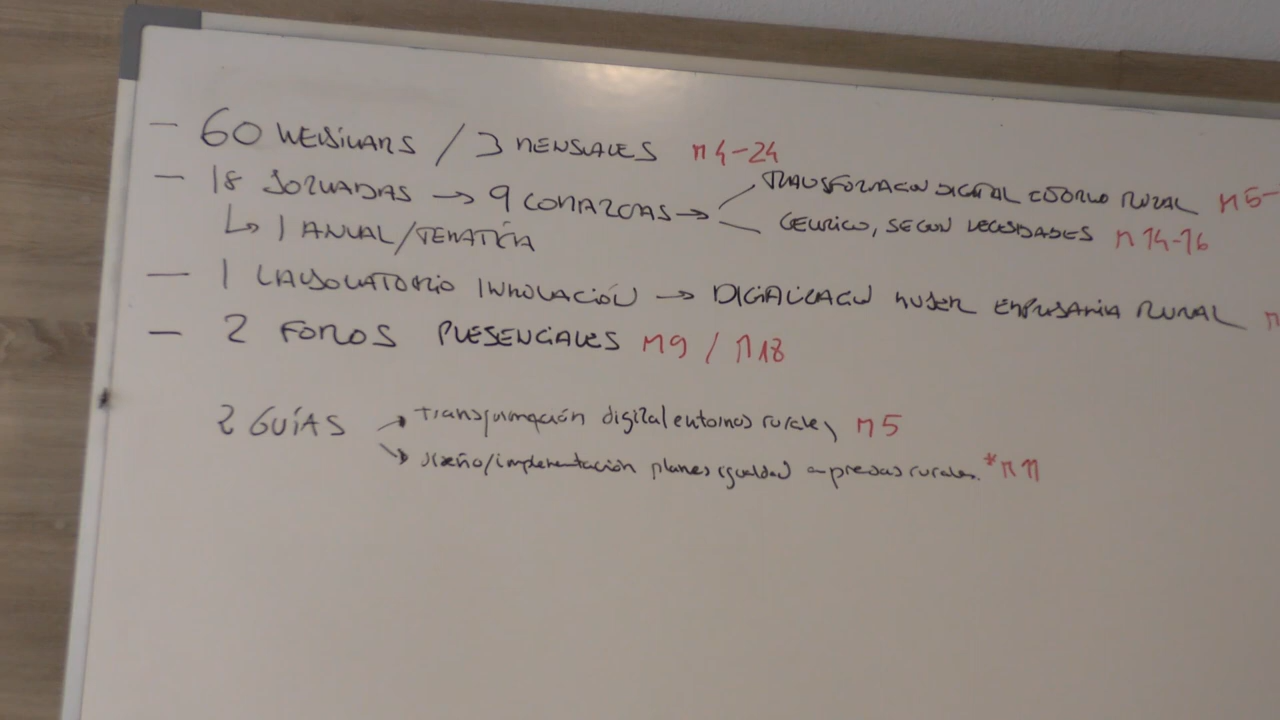 - 60 WEBINARS / 3 MENSUALES M4-24
- 18 JORNADAS → 9 COMARCAS → TRANSFORMACIÓN DIGITAL ENTORNO RURAL M5-
GENÉRICO, SEGÚN NECESIDADES M14-16
↳ 1 ANUAL/TEMÁTICA
- 1 LABORATORIO INNOVACIÓN → DIGITALIZACIÓN MUJER EMPRESARIA RURAL
- 2 FOROS PRESENCIALES M9 / M18
2 GUÍAS → transformación digital entornos rurales M5
→ diseño/implementación planes igualdad empresas rurales. *M11